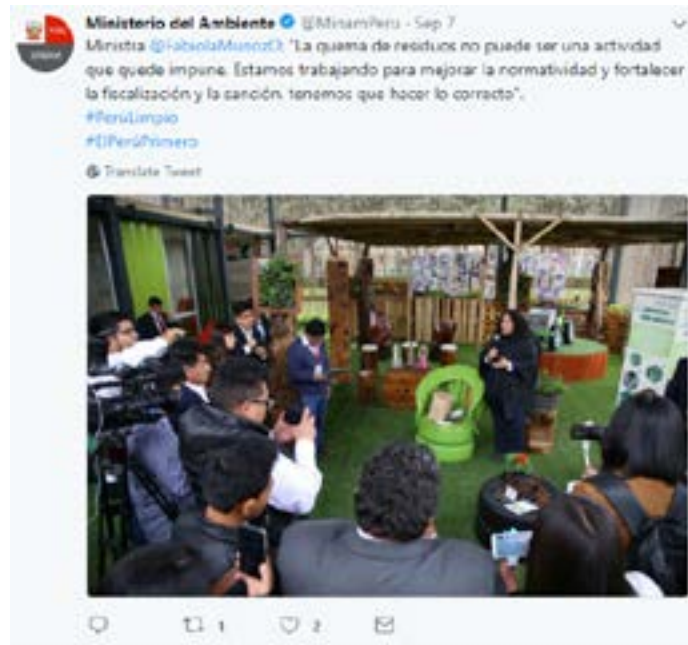 Ministerio del Ambiente @MinamPeru - Sep 7
Ministra @FabiolaMunozD: "La quema de residuos no puede ser una actividad
que quede impune. Estamos trabajando para mejorar la normatividad y fortalecer
la fiscalización y la sanción, tenemos que hacer lo correcto".
#PerúLimpio
#ElPerúPrimero
Translate Tweet
1
2